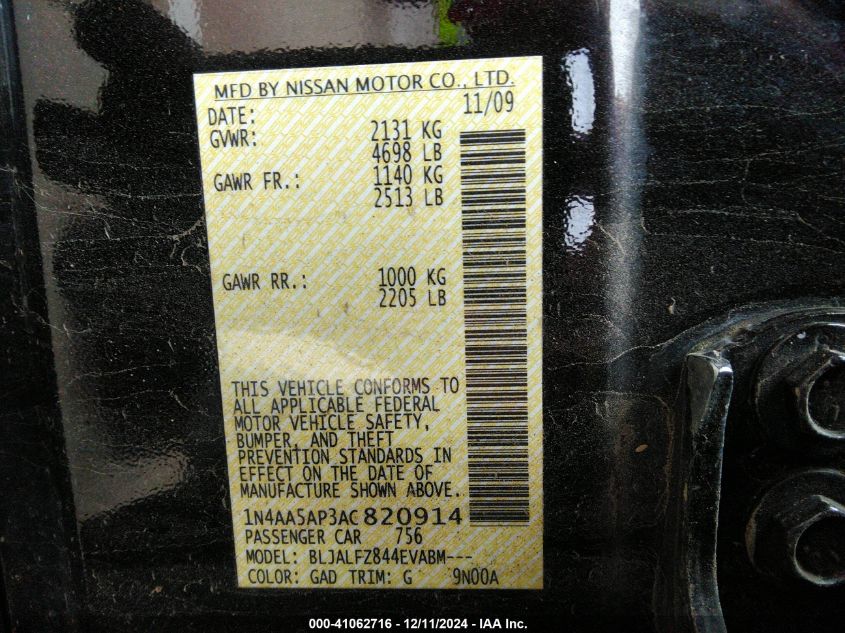 MFD BY NISSAN MOTOR CO., LTD.
DATE: 11/09
GVWR: 2131 KG
4698 LB
GAWR FR.: 1140 KG
2513 LB
GAWR RR.: 1000 KG
2205 LB
THIS VEHICLE CONFORMS TO
ALL APPLICABLE FEDERAL
MOTOR VEHICLE SAFETY,
BUMPER, AND THEFT
PREVENTION STANDARDS IN
EFFECT ON THE DATE OF
MANUFACTURE SHOWN ABOVE.
1N4AA5AP3AC 820914
PASSENGER CAR 756
MODEL: BLJALFZ844EVABM---
COLOR: GAD TRIM: G 9N00A
000-41062716 - 12/11/2024 - IAA Inc.